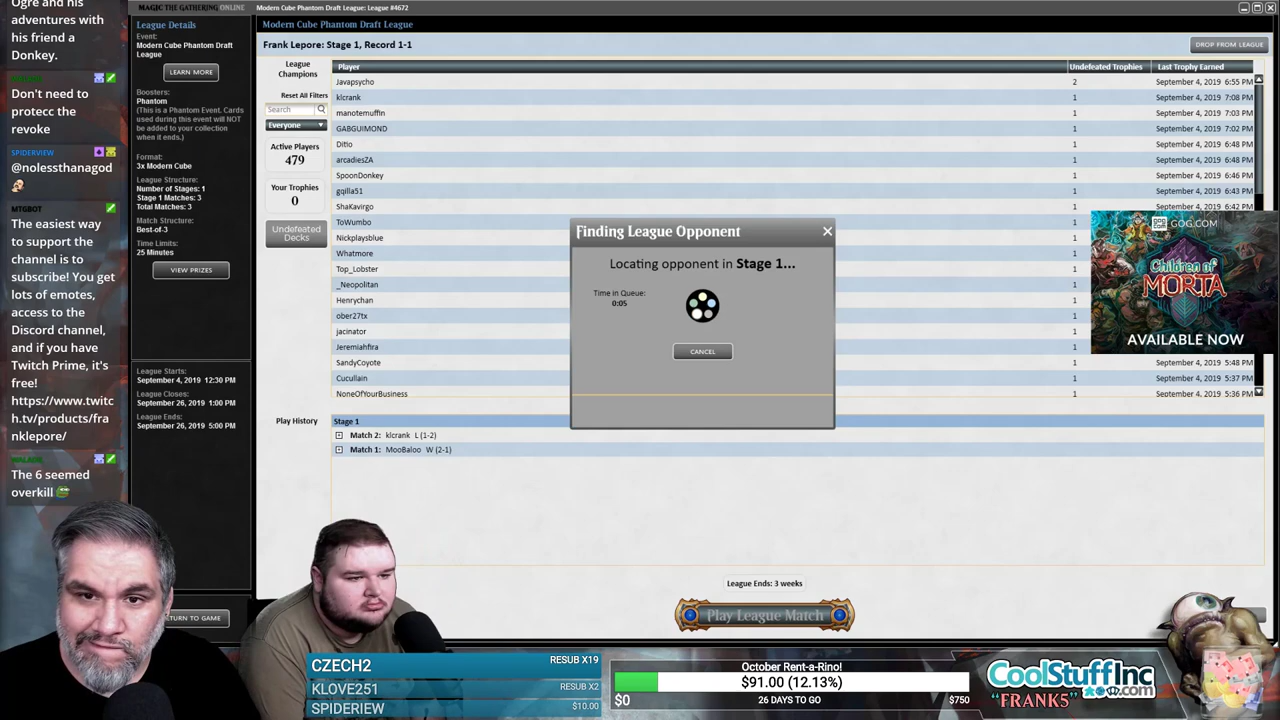 Ogre and his
adventures with
his friend a
Donkey.
Don't need to
protecc the
revoke
SPIDERVIEW
@nolessthanagod
MTGBOT
The easiest way
to support the
channel is to
subscribe! You get
lots of emotes,
access to the
Discord channel,
and if you have
Twitch Prime, it's
free!
https://www.twitc
h.tv/products/fra
nklepore/
The 6 seemed
overkill
MAGIC THE GATHERING ONLINE
Modern Cube Phantom Draft League: League #4672
League Details
Event:
Modern Cube Phantom Draft
League
LEARN MORE
Boosters:
Phantom
(This is a Phantom Event. Cards
used during this event will NOT
be added to your collection
when it ends.)
Format:
3x Modern Cube
League Structure:
Number of Stages: 1
Stage 1 Matches: 3
Total Matches: 3
Match Structure:
Best-of-3
Time Limits:
25 Minutes
VIEW PRIZES
League Starts:
September 4, 2019 12:30 PM
League Closes:
September 26, 2019 1:00 PM
League Ends:
September 26, 2019 5:00 PM
ETURN TO GAME
Modern Cube Phantom Draft League
Frank Lepore: Stage 1, Record 1-1
DROP FROM LEAGUE
League
Champions
Reset All Filters
Search
Everyone
Active Players
479
Your Trophies
0
Undefeated
Decks
Player Undefeated Trophies Last Trophy Earned
Javapsycho 2 September 4, 2019 6:55 PM
klcrank 1 September 4, 2019 7:08 PM
manotemuffin 1 September 4, 2019 7:03 PM
GABGUIMOND 1 September 4, 2019 7:02 PM
Ditio 1 September 4, 2019 6:48 PM
arcadiesZA 1 September 4, 2019 6:48 PM
SpoonDonkey 1 September 4, 2019 6:46 PM
gqilla51 1 September 4, 2019 6:43 PM
ShaKavirgo 1 September 4, 2019 6:42 PM
ToWumbo 1
Nickplaysblue 1
Whatmore 1
Top_Lobster 1
_Neopolitan 1
Henrychan 1
ober27tx 1
jacinator 1
Jeremiahfira 1
SandyCoyote 1 September 4, 2019 5:48 PM
Cucullain 1 September 4, 2019 5:37 PM
NoneOfYourBusiness 1 September 4, 2019 5:36 PM
Finding League Opponent
Locating opponent in Stage 1...
Time in Queue:
0:05
CANCEL
GOG.COM
Children of
MORTA
AVAILABLE NOW
Play History
Stage 1
Match 2: klcrank L (1-2)
Match 1: MooBaloo W (2-1)
League Ends: 3 weeks
Play League Match
CZECH2 RESUB X19
KLOVE251 RESUB X2
SPIDERIEW $10.00
October Rent-a-Rino!
$91.00 (12.13%)
$0 26 DAYS TO GO $750
CoolStuffInc
.com
"FRANKS"